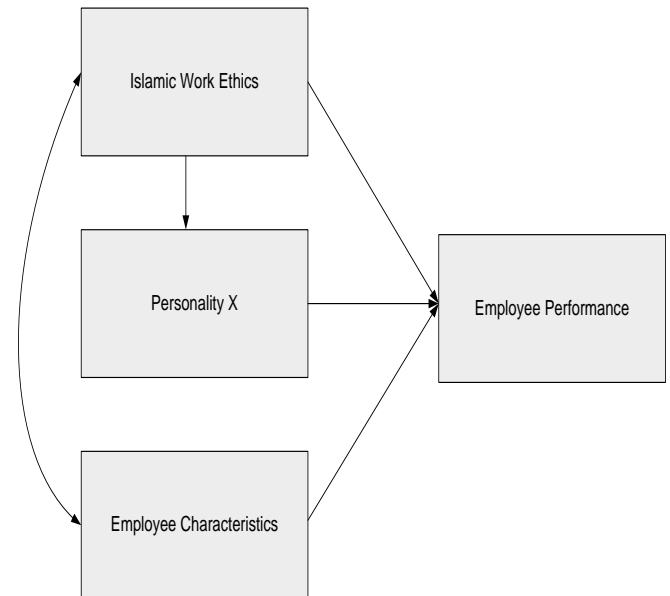 Islamic Work Ethics
Personality X
Employee Performance
Employee Characteristics